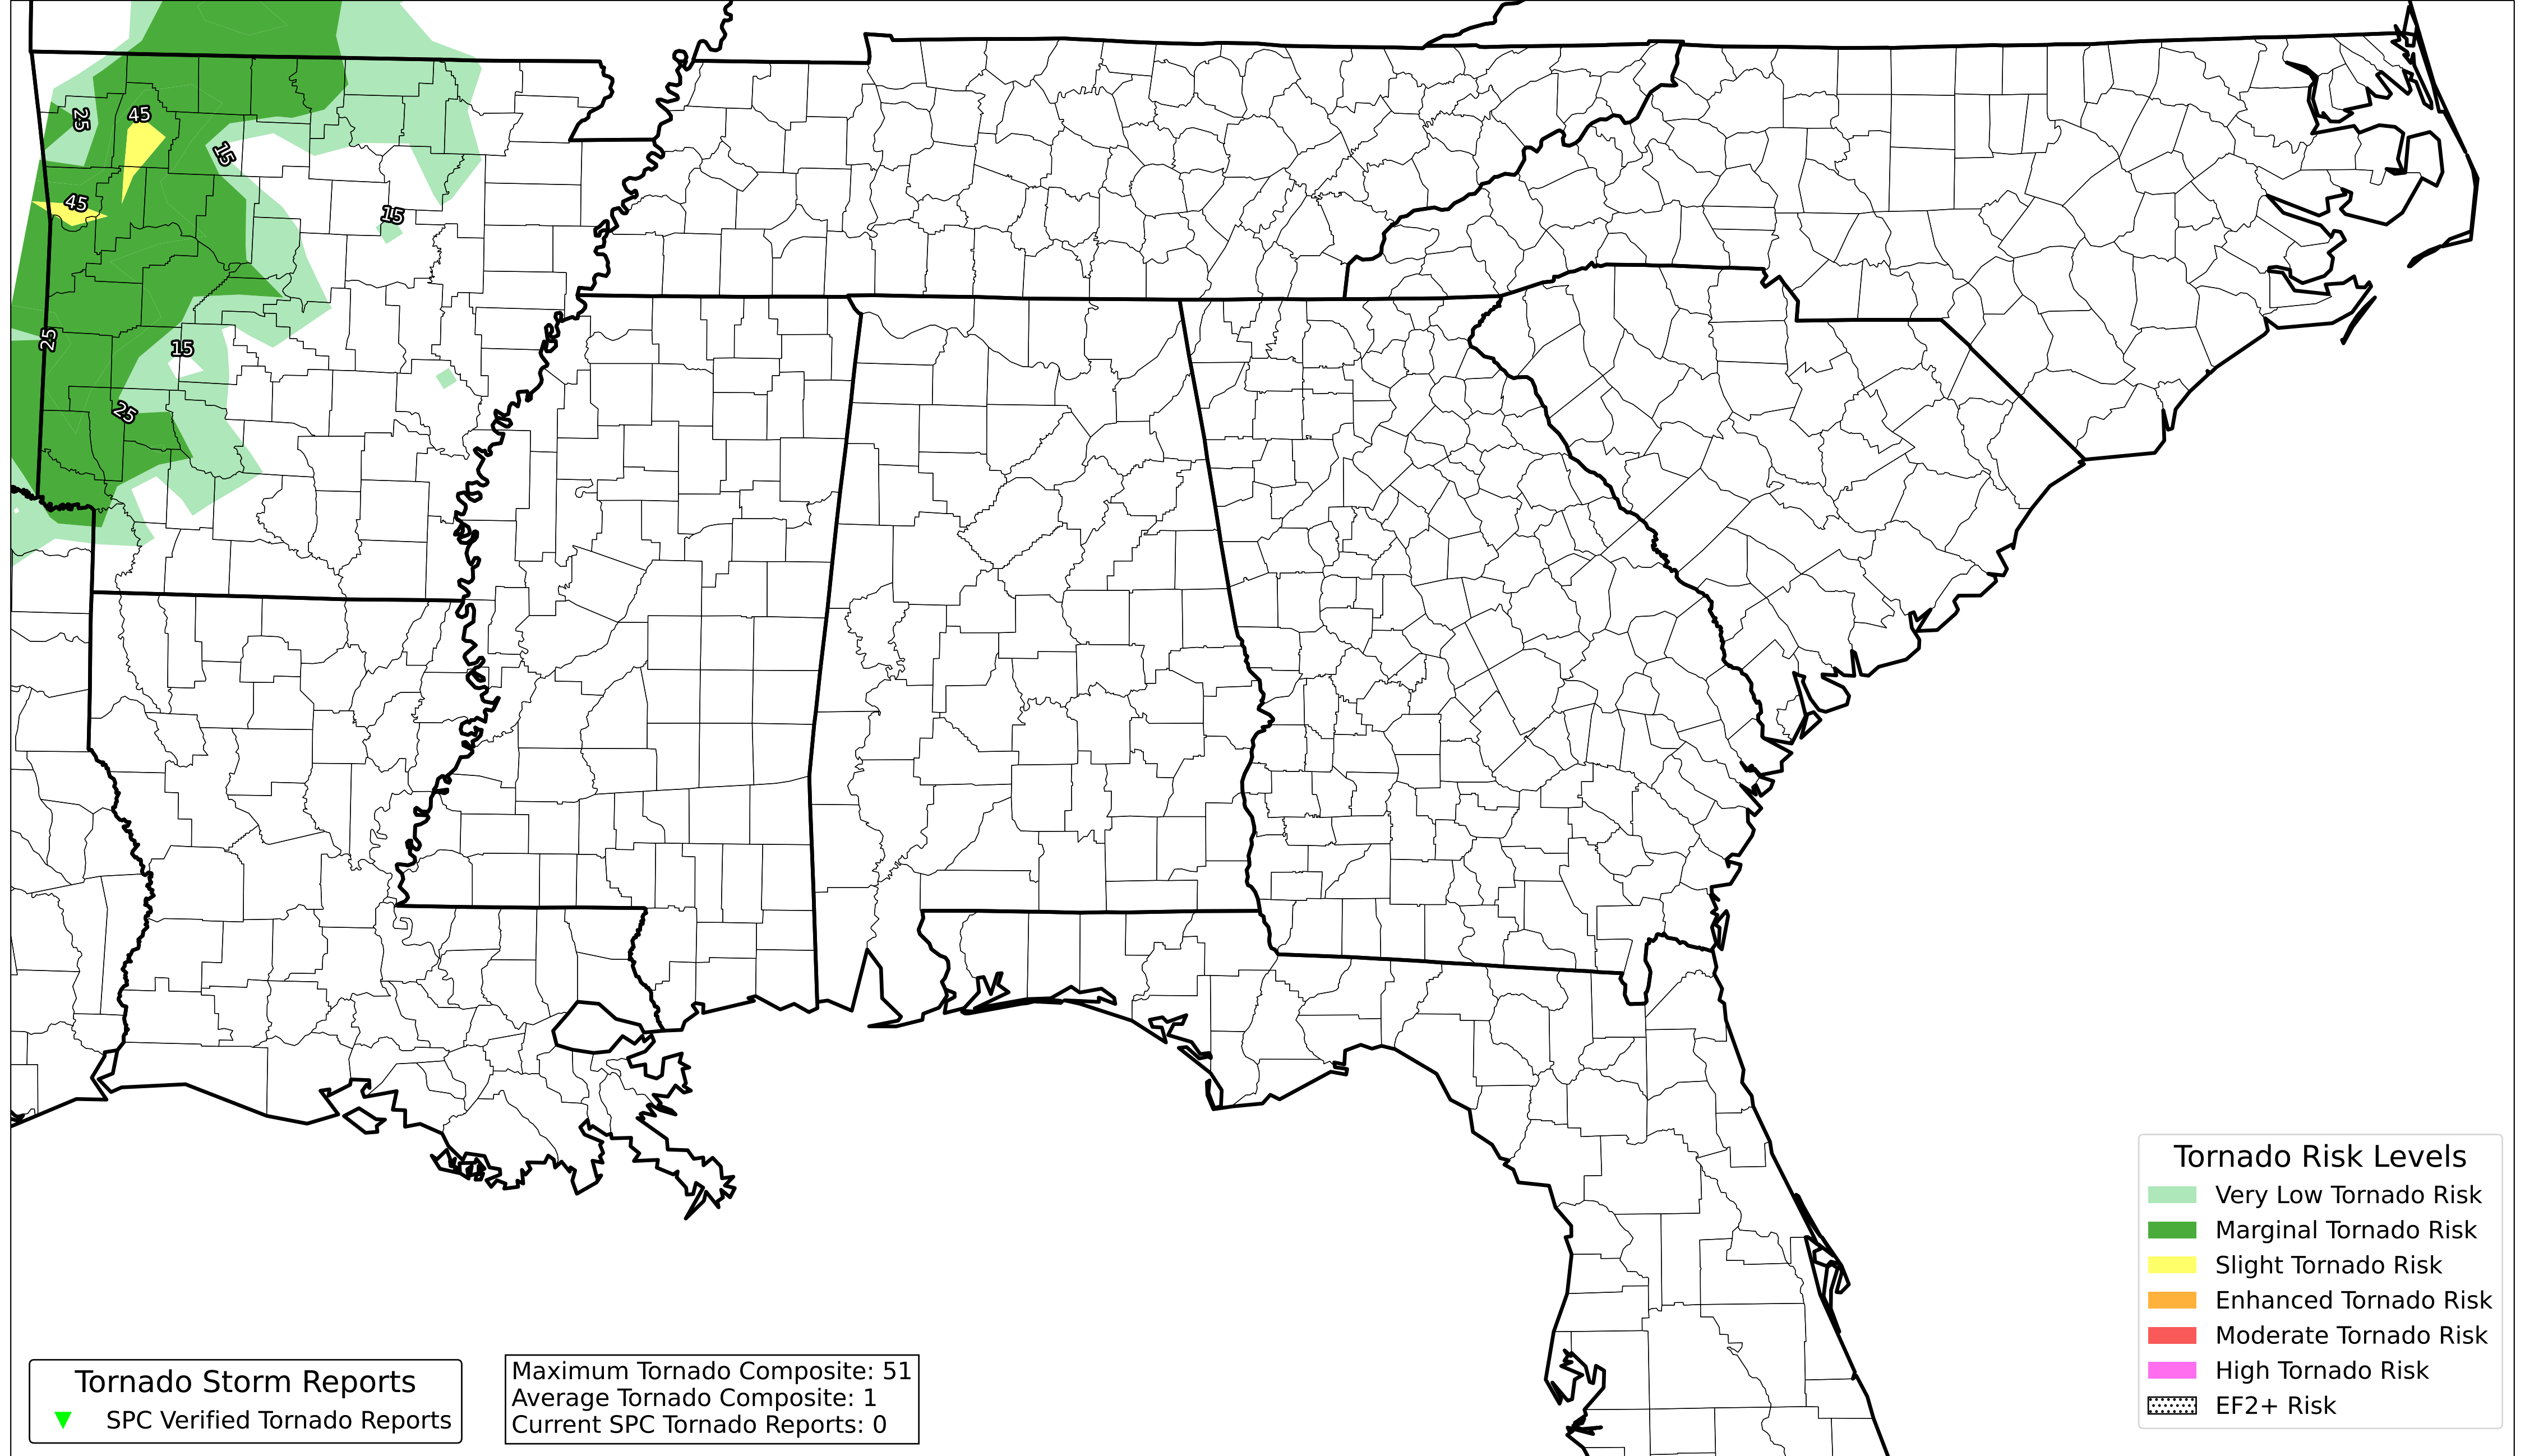 25
45
15
45
15
25
15
25
Tornado Risk Levels
Very Low Tornado Risk
Marginal Tornado Risk
Slight Tornado Risk
Enhanced Tornado Risk
Moderate Tornado Risk
High Tornado Risk
EF2+ Risk
Tornado Storm Reports
SPC Verified Tornado Reports
Maximum Tornado Composite: 51
Average Tornado Composite: 1
Current SPC Tornado Reports: 0